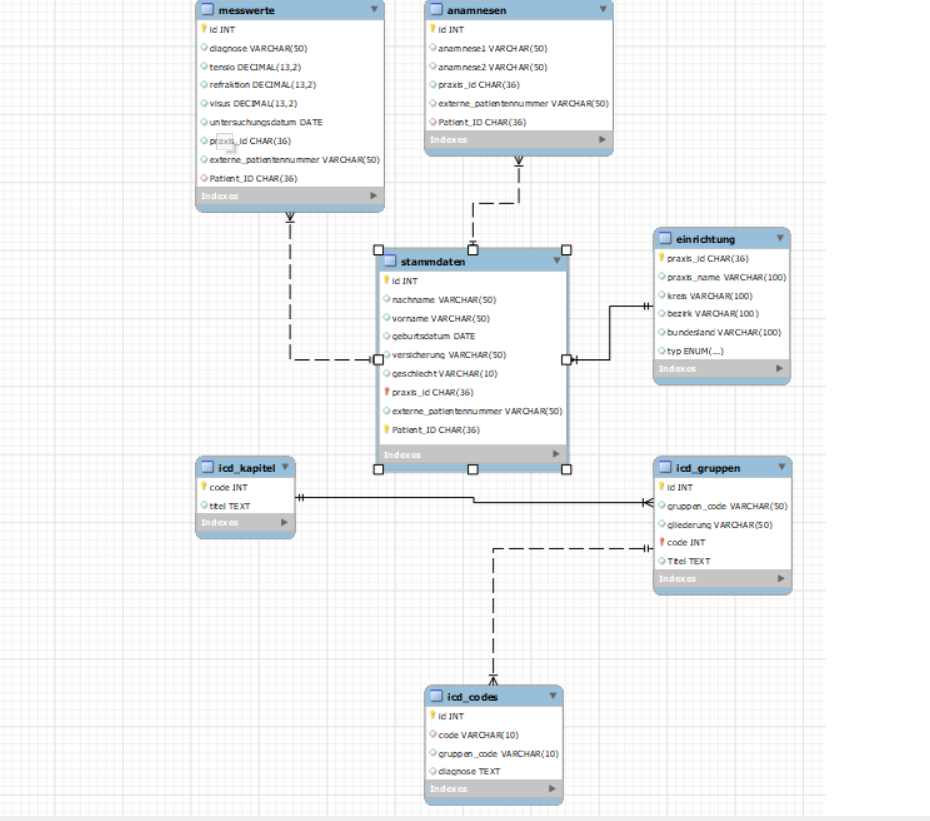 messwerte
id INT
diagnose VARCHAR(50)
tensio DECIMAL(13,2)
refraktion DECIMAL(13,2)
visus DECIMAL(13,2)
untersuchungsdatum DATE
praxis_id CHAR(36)
externe_patientennummer VARCHAR(50)
Patient_ID CHAR(36)
Indexes
anamnesen
id INT
anamnese1 VARCHAR(50)
anamnese2 VARCHAR(50)
praxis_id CHAR(36)
externe_patientennummer VARCHAR(50)
Patient_ID CHAR(36)
Indexes
stammdaten
id INT
nachname VARCHAR(50)
vorname VARCHAR(50)
geburtsdatum DATE
versicherung VARCHAR(50)
geschlecht VARCHAR(10)
praxis_id CHAR(36)
externe_patientennummer VARCHAR(50)
Patient_ID CHAR(36)
Indexes
einrichtung
praxis_id CHAR(36)
praxis_name VARCHAR(100)
kreis VARCHAR(100)
bezirk VARCHAR(100)
bundesland VARCHAR(100)
typ ENUM(...)
Indexes
icd_kapitel
code INT
titel TEXT
Indexes
icd_gruppen
id INT
gruppen_code VARCHAR(50)
gliederung VARCHAR(50)
code INT
Titel TEXT
Indexes
icd_codes
id INT
code VARCHAR(10)
gruppen_code VARCHAR(10)
diagnose TEXT
Indexes